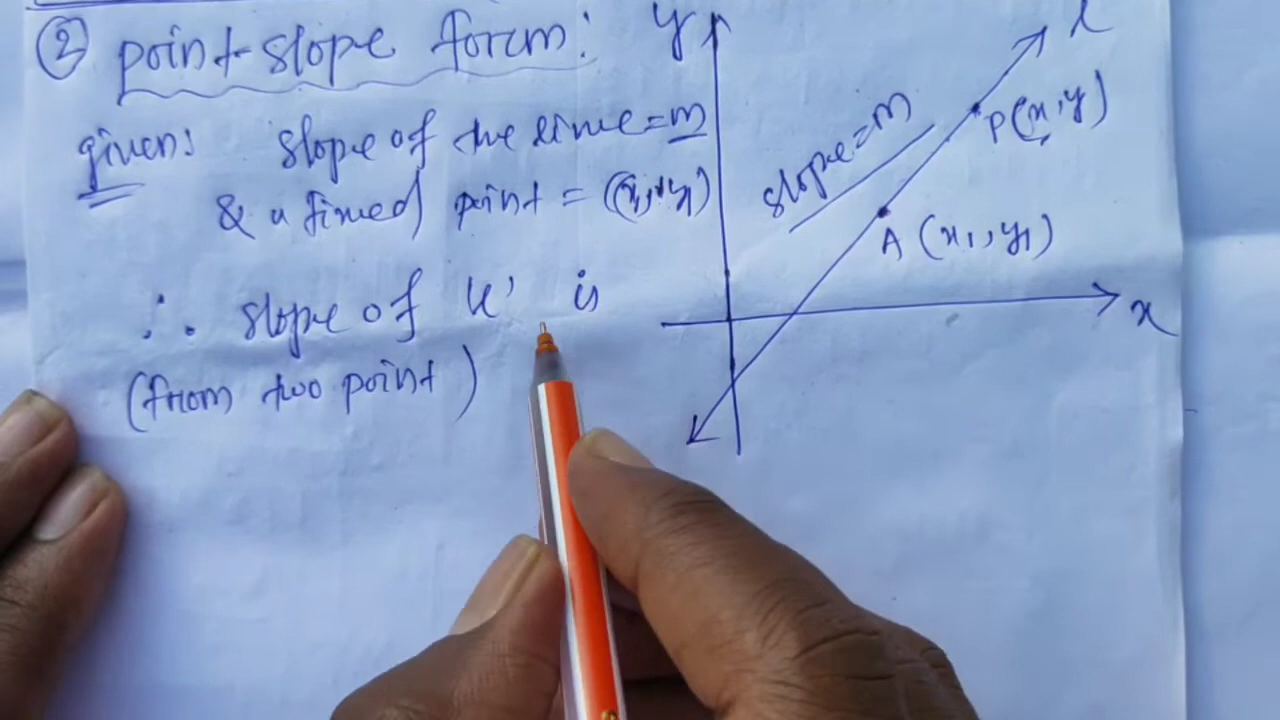 ② point-slope form:
given: slope of the line = m
& a fixed point = (x₁, y₁)
∴ slope of 'l' is
(from two point)
y
l
P(x, y)
slope = m
A (x₁, y₁)
x